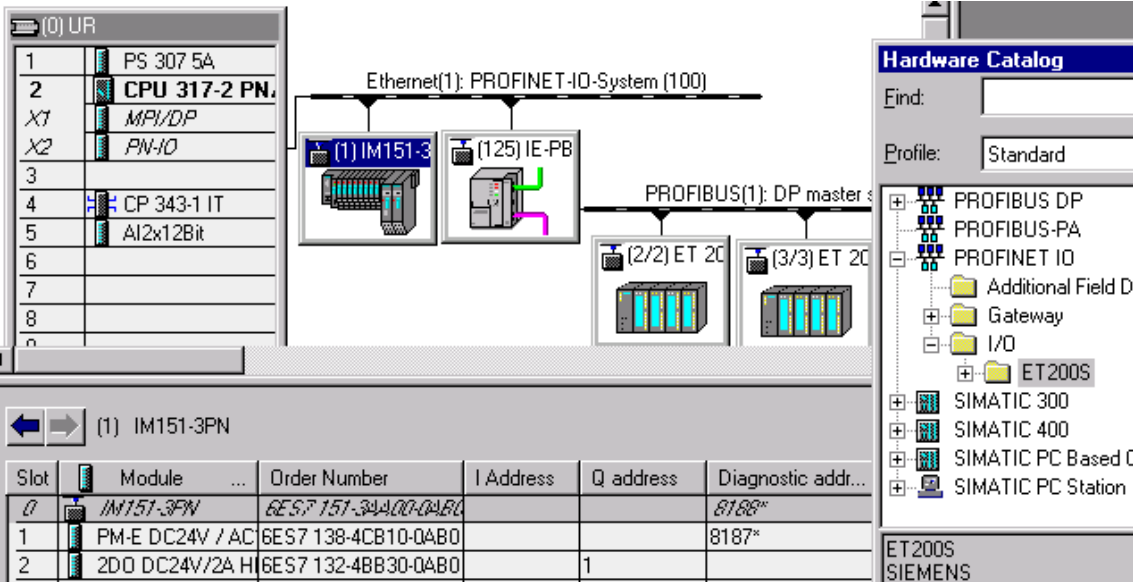 (0) UR
1 PS 307 5A
2 CPU 317-2 PN
X1 MPI/DP
X2 PN-IO
3
4 CP 343-1 IT
5 AI2x12Bit
6
7
8
Ethernet(1): PROFINET-IO-System (100)
(1) IM151-3
(125) IE-PB
PROFIBUS(1): DP master s
(2/2) ET 20
(3/3) ET 20
Hardware Catalog
Find:
Profile: Standard
PROFIBUS DP
PROFIBUS-PA
PROFINET IO
Additional Field D
Gateway
I/O
ET200S
SIMATIC 300
SIMATIC 400
SIMATIC PC Based
SIMATIC PC Station
ET200S
SIEMENS
(1) IM151-3PN
Slot Module ... Order Number I Address Q address Diagnostic addr...
0 IM151-3PN 6ES7 151-3AA00-0AB0 8188*
1 PM-E DC24V / AC 6ES7 138-4CB10-0AB0 8187*
2 2DO DC24V/2A HI 6ES7 132-4BB30-0AB0 1